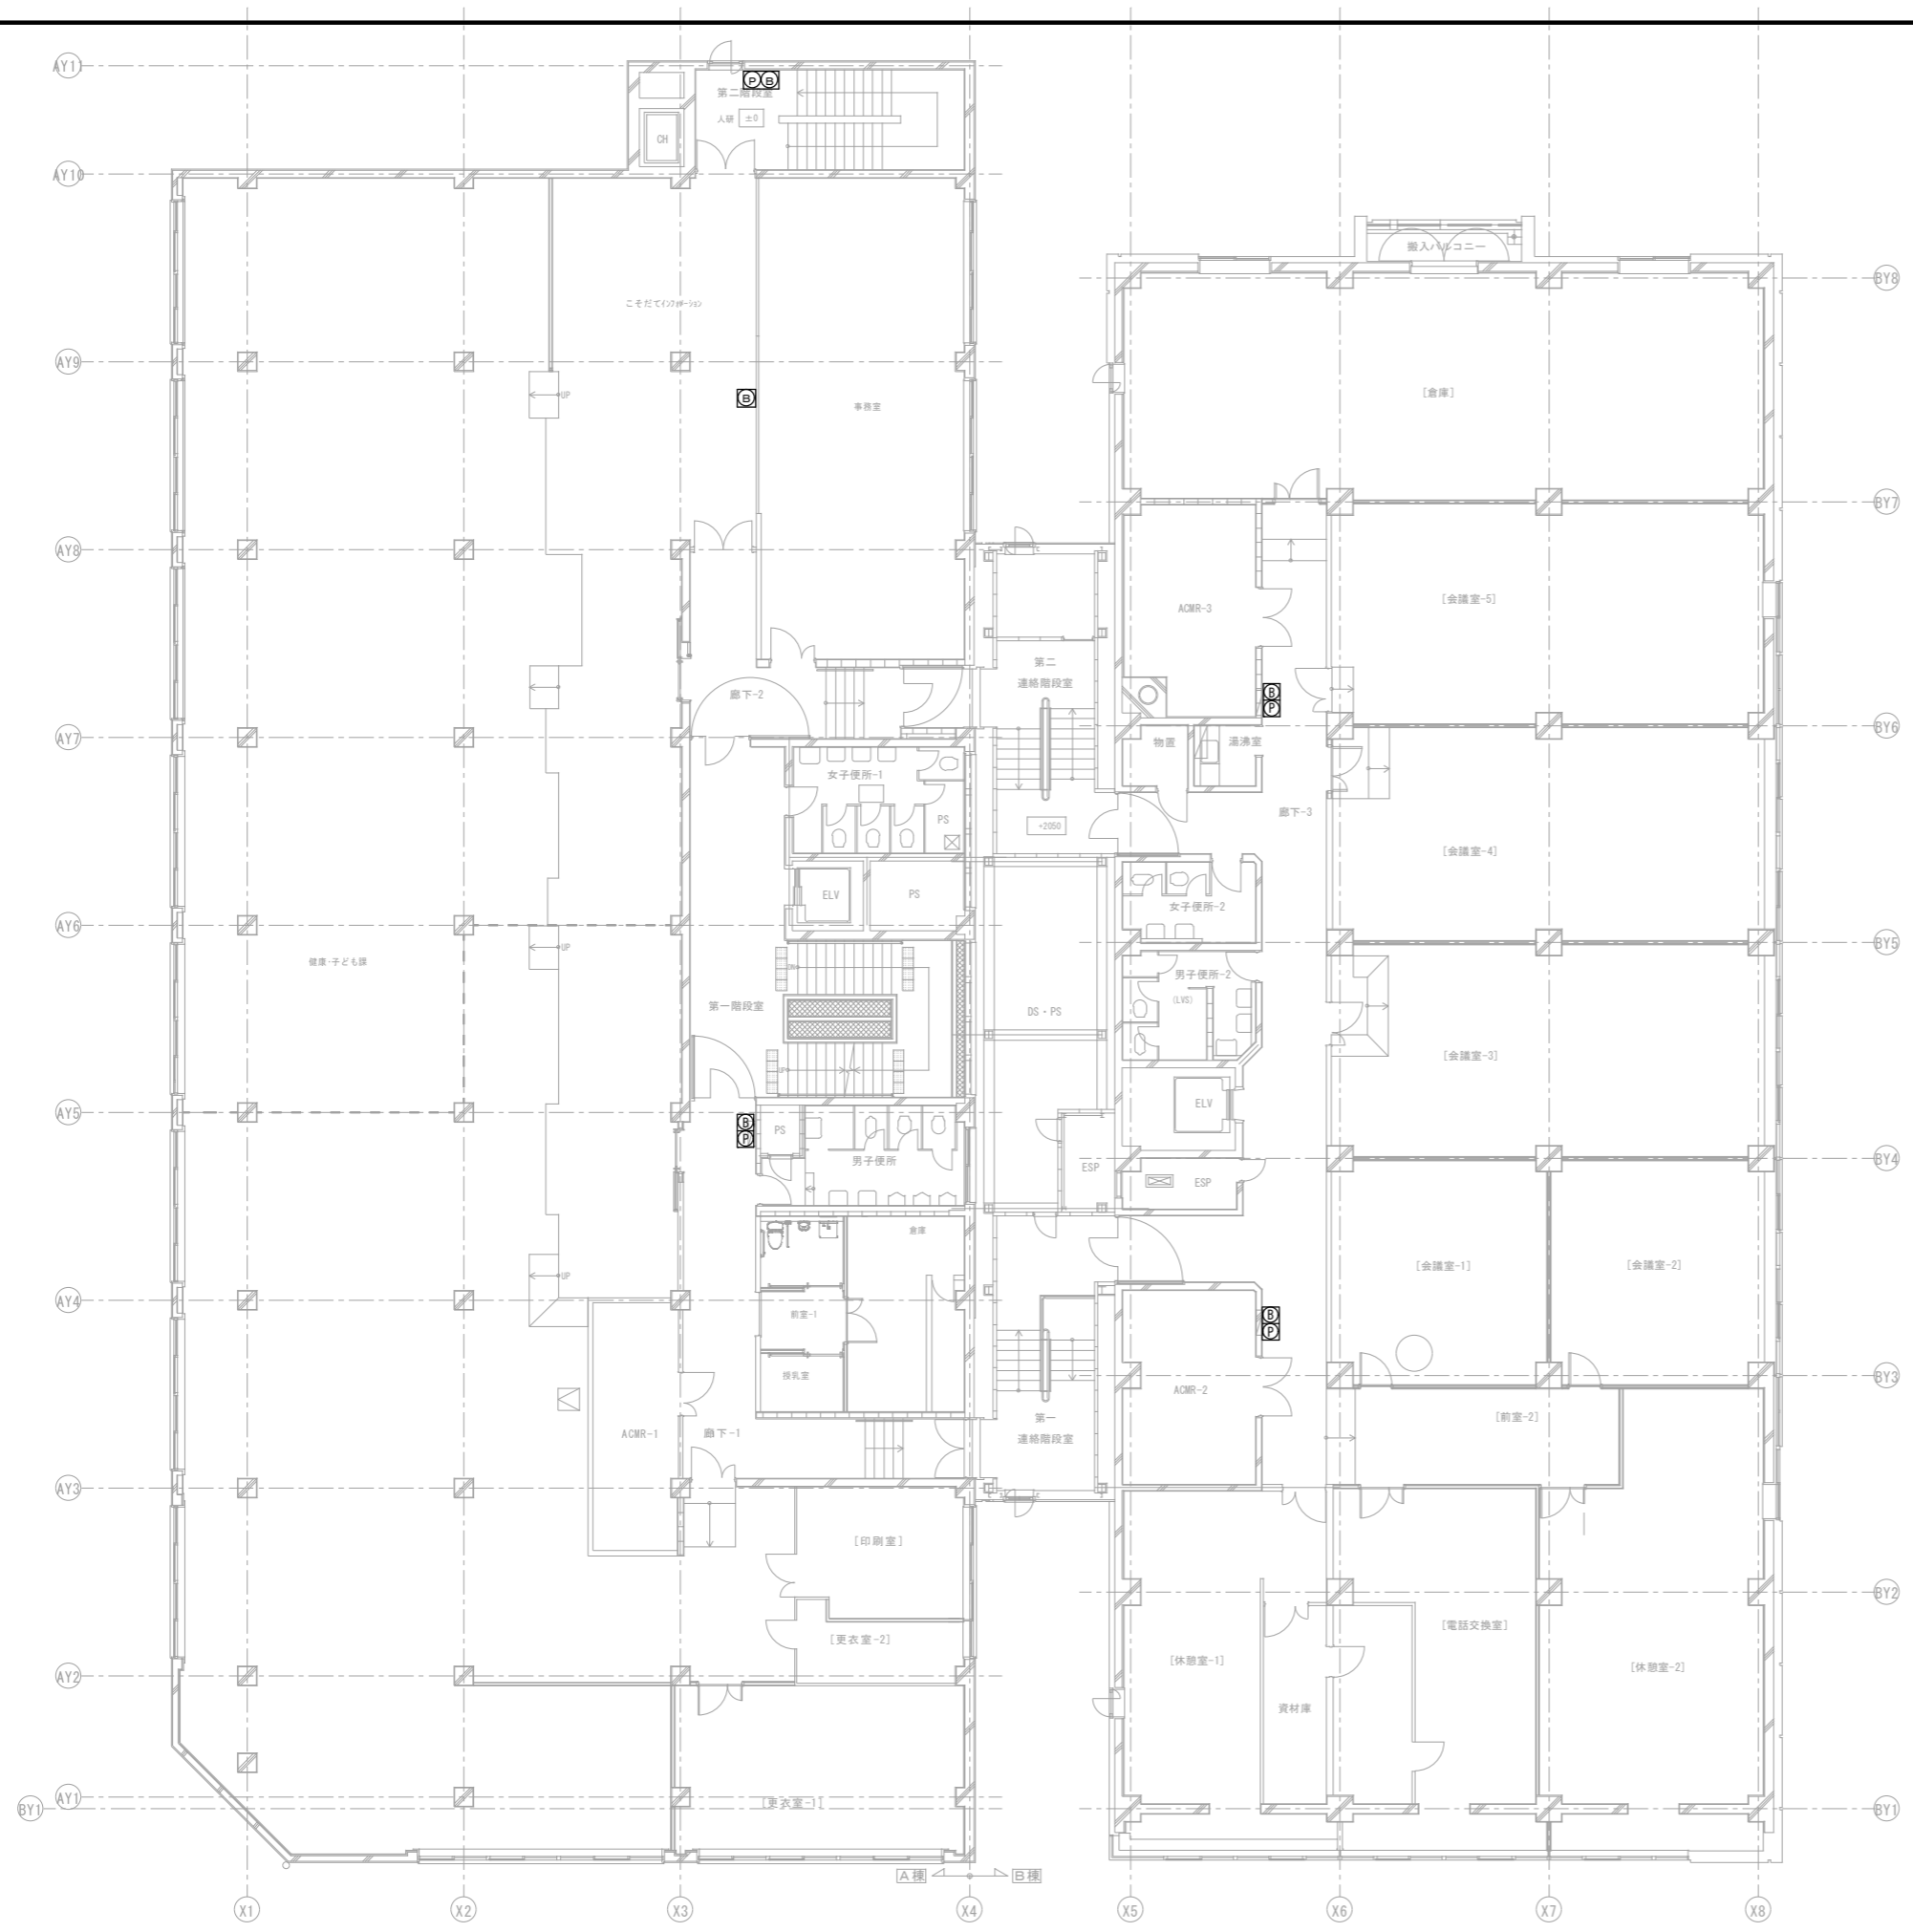 AY11
第二階段室
P B
人研 ±0
CH
AY10
搬入バルコニー
BY8
こそだてインフォメーション
AY9
UP
B
事務室
[倉庫]
BY7
AY8
ACMR-3
[会議室-5]
第二
連絡階段室
廊下-2
B
P
AY7
BY6
物置
湯沸室
女子便所-1
PS
+2050
廊下-3
[会議室-4]
ELV
PS
女子便所-2
AY6
BY5
UP
健康・子ども課
第一階段室
DN
男子便所-2
(LVS)
DS・PS
[会議室-3]
UP
ELV
AY5
B
P
PS
男子便所
ESP
ESP
BY4
倉庫
[会議室-1]
[会議室-2]
UP
AY4
前室-1
B
P
授乳室
ACMR-2
BY3
第一
連絡階段室
[前室-2]
ACMR-1
廊下-1
AY3
[印刷室]
BY2
[更衣室-2]
[電話交換室]
[休憩室-1]
[休憩室-2]
AY2
資材庫
AY1
[更衣室-1]
BY1
BY1
A棟
B棟
X1
X2
X3
X4
X5
X6
X7
X8